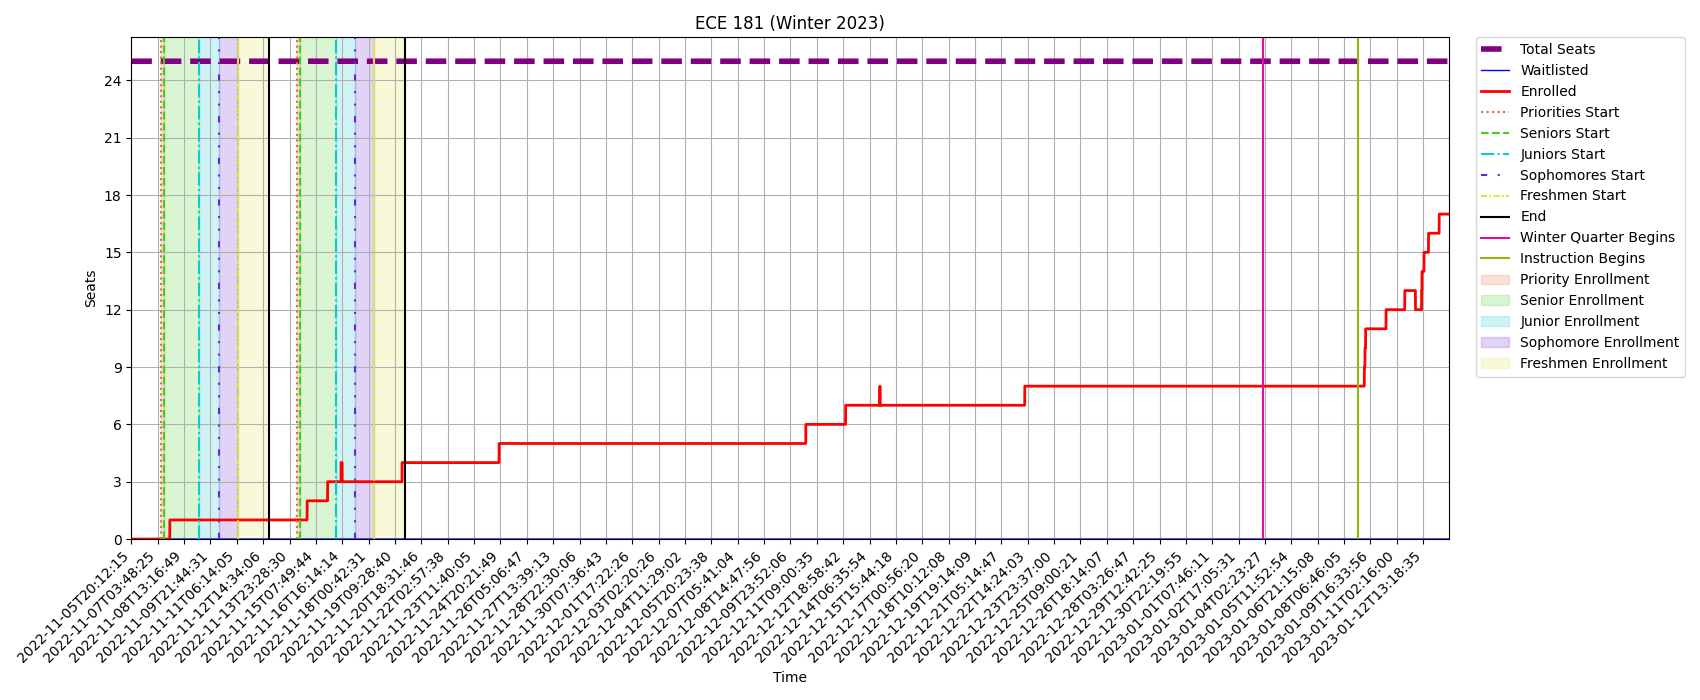 ECE 181 (Winter 2023)
Seats
24
21
18
15
12
9
6
3
0
2022-11-05T20:12:15
2022-11-07T03:48:25
2022-11-08T13:16:49
2022-11-09T21:44:31
2022-11-11T06:14:05
2022-11-12T14:34:06
2022-11-13T23:28:30
2022-11-15T07:49:44
2022-11-16T16:14:14
2022-11-18T00:42:31
2022-11-19T09:28:40
2022-11-20T18:31:46
2022-11-22T02:57:38
2022-11-23T11:40:05
2022-11-24T20:21:49
2022-11-26T05:06:47
2022-11-27T13:39:13
2022-11-28T22:30:06
2022-11-30T07:36:43
2022-12-01T17:22:26
2022-12-03T02:20:26
2022-12-04T11:29:02
2022-12-05T20:23:38
2022-12-07T05:41:04
2022-12-08T14:47:56
2022-12-09T23:52:06
2022-12-11T09:00:35
2022-12-12T18:58:42
2022-12-14T06:35:54
2022-12-15T15:44:18
2022-12-17T00:56:20
2022-12-18T10:12:08
2022-12-19T19:14:09
2022-12-21T05:14:47
2022-12-22T14:24:03
2022-12-23T23:37:00
2022-12-25T09:00:21
2022-12-26T18:14:07
2022-12-28T03:26:47
2022-12-29T12:42:25
2022-12-30T22:19:55
2023-01-01T07:46:11
2023-01-02T17:05:31
2023-01-04T02:23:27
2023-01-05T11:52:54
2023-01-06T21:15:08
2023-01-08T06:46:05
2023-01-09T16:33:56
2023-01-11T02:16:00
2023-01-12T13:18:35
Time
Total Seats
Waitlisted
Enrolled
Priorities Start
Seniors Start
Juniors Start
Sophomores Start
Freshmen Start
End
Winter Quarter Begins
Instruction Begins
Priority Enrollment
Senior Enrollment
Junior Enrollment
Sophomore Enrollment
Freshmen Enrollment